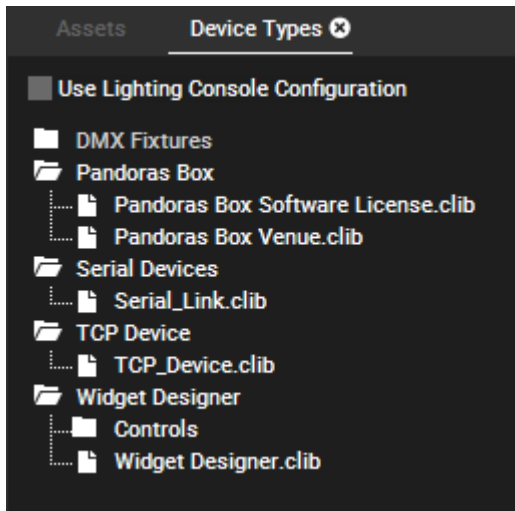 Assets Device Types
Use Lighting Console Configuration
DMX Fixtures
Pandoras Box
Pandoras Box Software License.clib
Pandoras Box Venue.clib
Serial Devices
Serial_Link.clib
TCP Device
TCP_Device.clib
Widget Designer
Controls
Widget Designer.clib